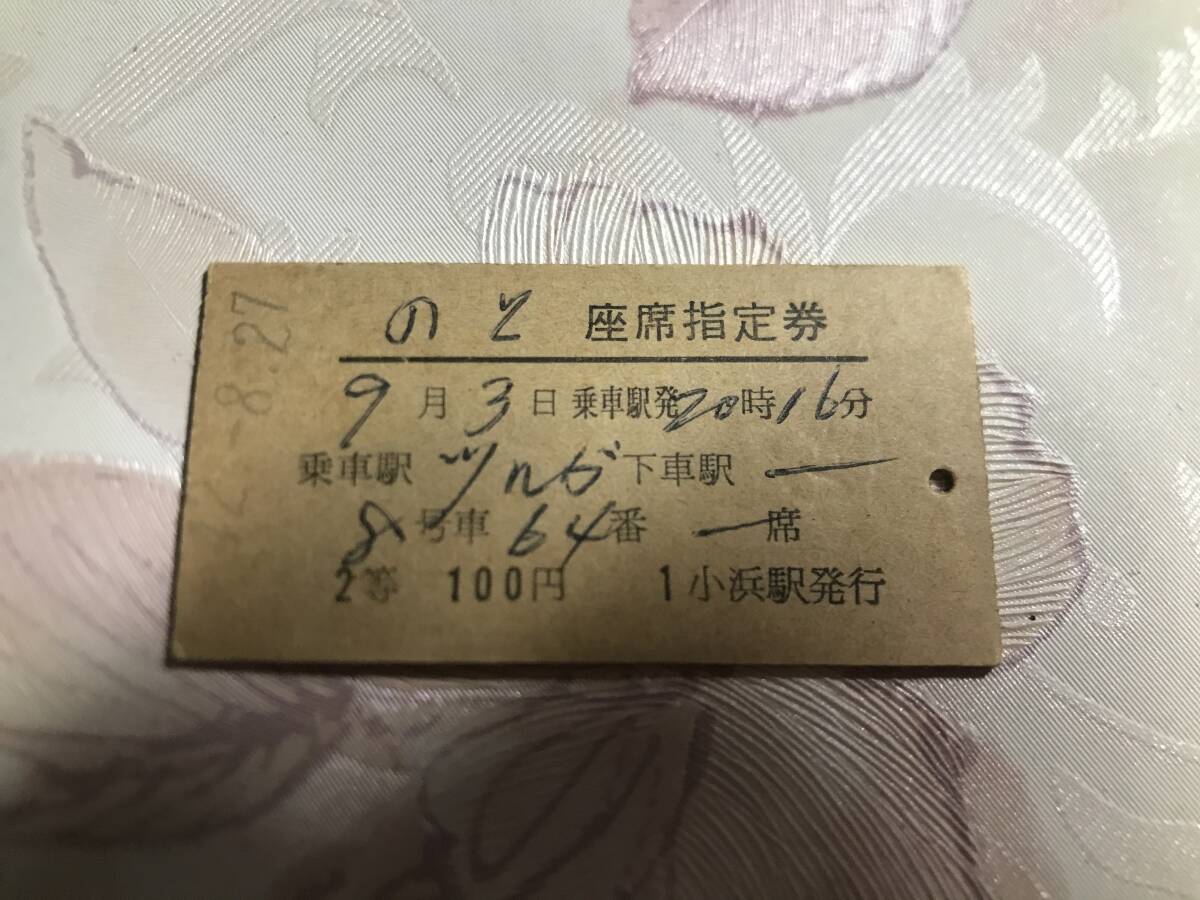 のと 座席指定券
9月3日 乗車駅発20時16分
乗車駅 ツルガ 下車駅 ー
8号車 64番 ー席
2等 100円 1小浜駅発行
-8.27